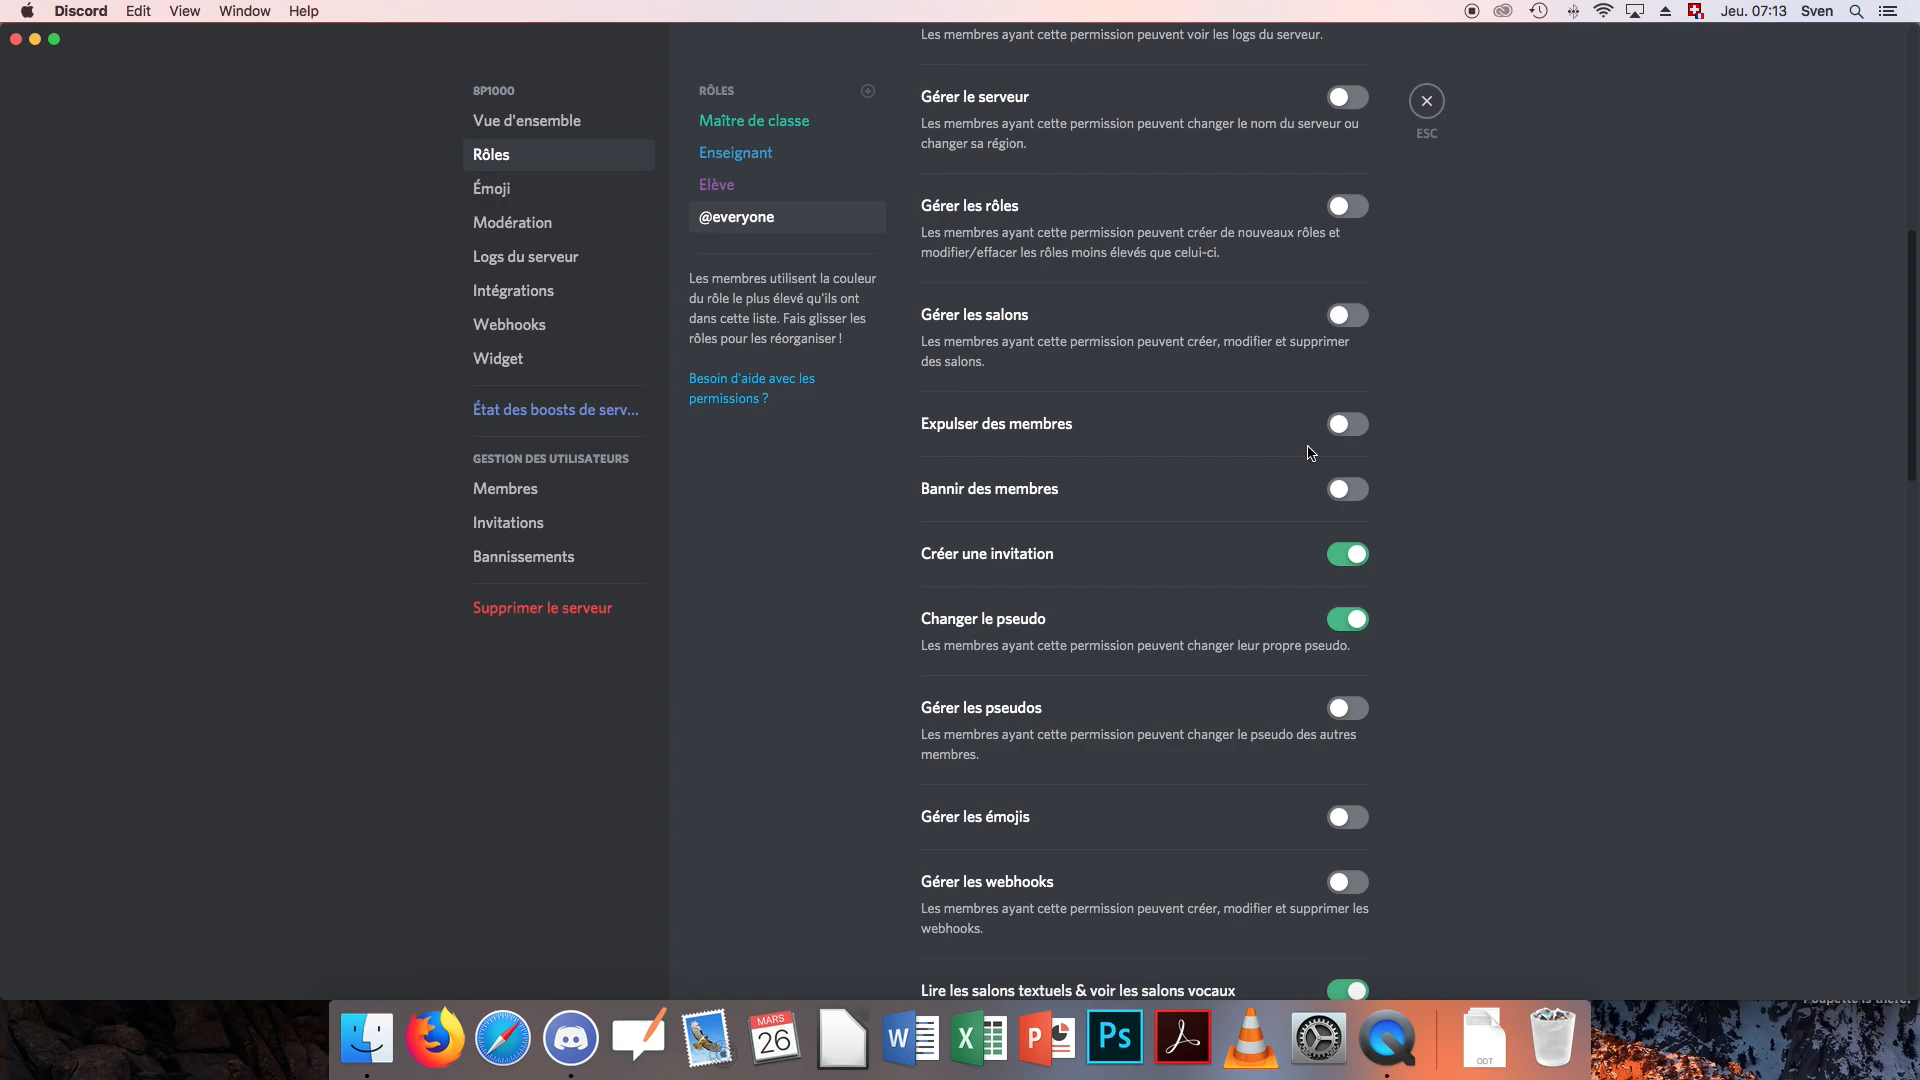 Discord Edit View Window Help
Jeu. 07:13 Sven
8P1000
Vue d'ensemble
Rôles
Émoji
Modération
Logs du serveur
Intégrations
Webhooks
Widget
État des boosts de serv...
GESTION DES UTILISATEURS
Membres
Invitations
Bannissements
Supprimer le serveur
RÔLES
Maître de classe
Enseignant
Elève
@everyone
Les membres utilisent la couleur
du rôle le plus élevé qu'ils ont
dans cette liste. Fais glisser les
rôles pour les réorganiser !
Besoin d'aide avec les
permissions ?
Les membres ayant cette permission peuvent voir les logs du serveur.
Gérer le serveur
Les membres ayant cette permission peuvent changer le nom du serveur ou
changer sa région.
Gérer les rôles
Les membres ayant cette permission peuvent créer de nouveaux rôles et
modifier/effacer les rôles moins élevés que celui-ci.
Gérer les salons
Les membres ayant cette permission peuvent créer, modifier et supprimer
des salons.
Expulser des membres
Bannir des membres
Créer une invitation
Changer le pseudo
Les membres ayant cette permission peuvent changer leur propre pseudo.
Gérer les pseudos
Les membres ayant cette permission peuvent changer le pseudo des autres
membres.
Gérer les émojis
Gérer les webhooks
Les membres ayant cette permission peuvent créer, modifier et supprimer les
webhooks.
Lire les salons textuels & voir les salons vocaux
ESC
MARS
26
W
X
P
Ps
ODT